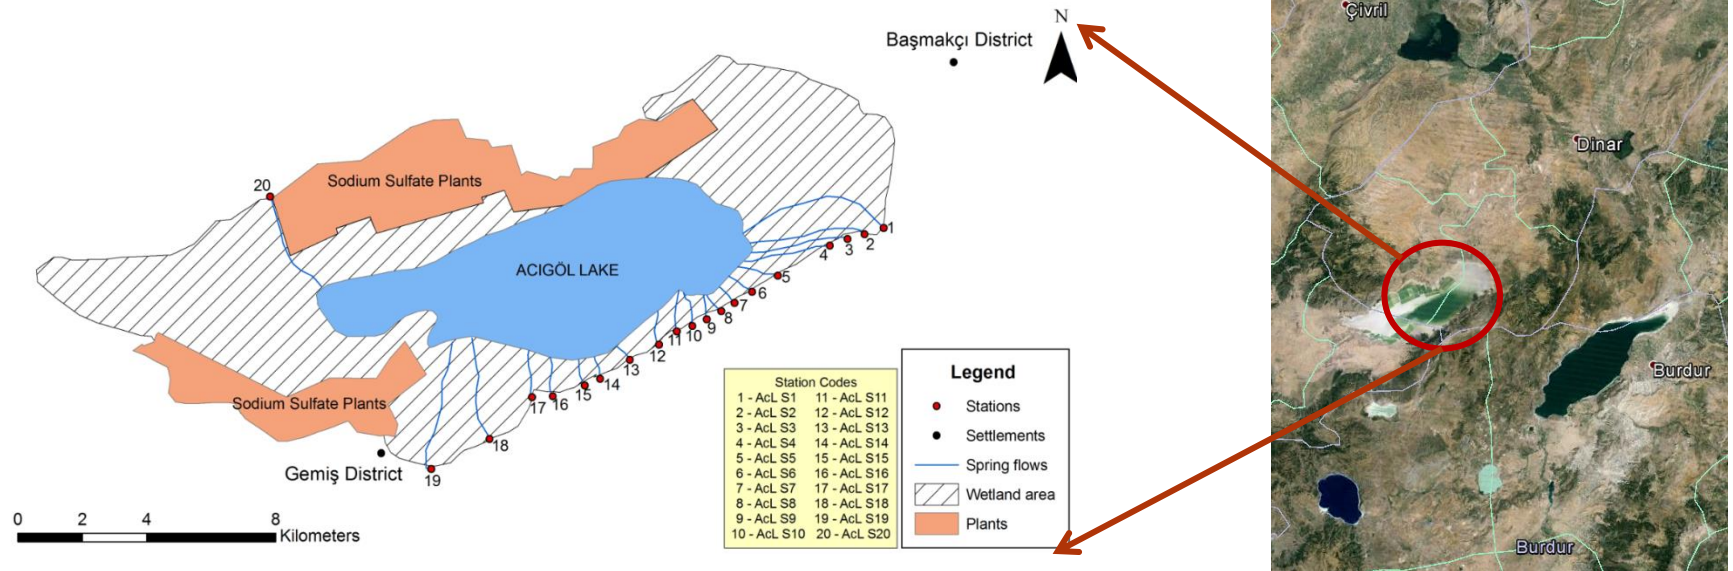 N
Başmakçı District
Sodium Sulfate Plants
20
1
2
3
4
ACIGÖL LAKE
5
6
7
8
9
10
11
12
13
14
15
16
17
18
19
Sodium Sulfate Plants
Gemiş District
0 2 4 8
Kilometers
Station Codes
1 - AcL S1 11 - AcL S11
2 - AcL S2 12 - AcL S12
3 - AcL S3 13 - AcL S13
4 - AcL S4 14 - AcL S14
5 - AcL S5 15 - AcL S15
6 - AcL S6 16 - AcL S16
7 - AcL S7 17 - AcL S17
8 - AcL S8 18 - AcL S18
9 - AcL S9 19 - AcL S19
10 - AcL S10 20 - AcL S20
Legend
Stations
Settlements
Spring flows
Wetland area
Plants
Çivril
Dinar
Burdur
Burdur